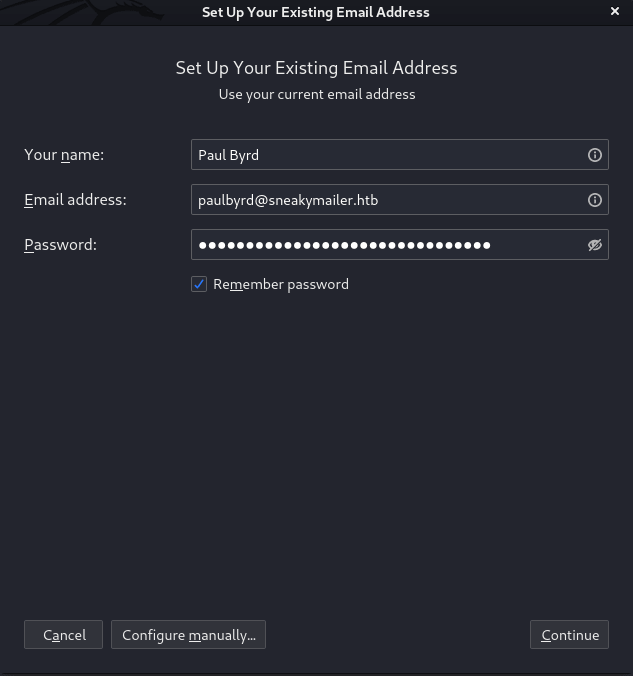 Set Up Your Existing Email Address
Set Up Your Existing Email Address
Use your current email address
Your name:
Paul Byrd
Email address:
paulbyrd@sneakymailer.htb
Password:
●●●●●●●●●●●●●●●●●●●●●●●●●●●●●●●
Remember password
Cancel
Configure manually...
Continue